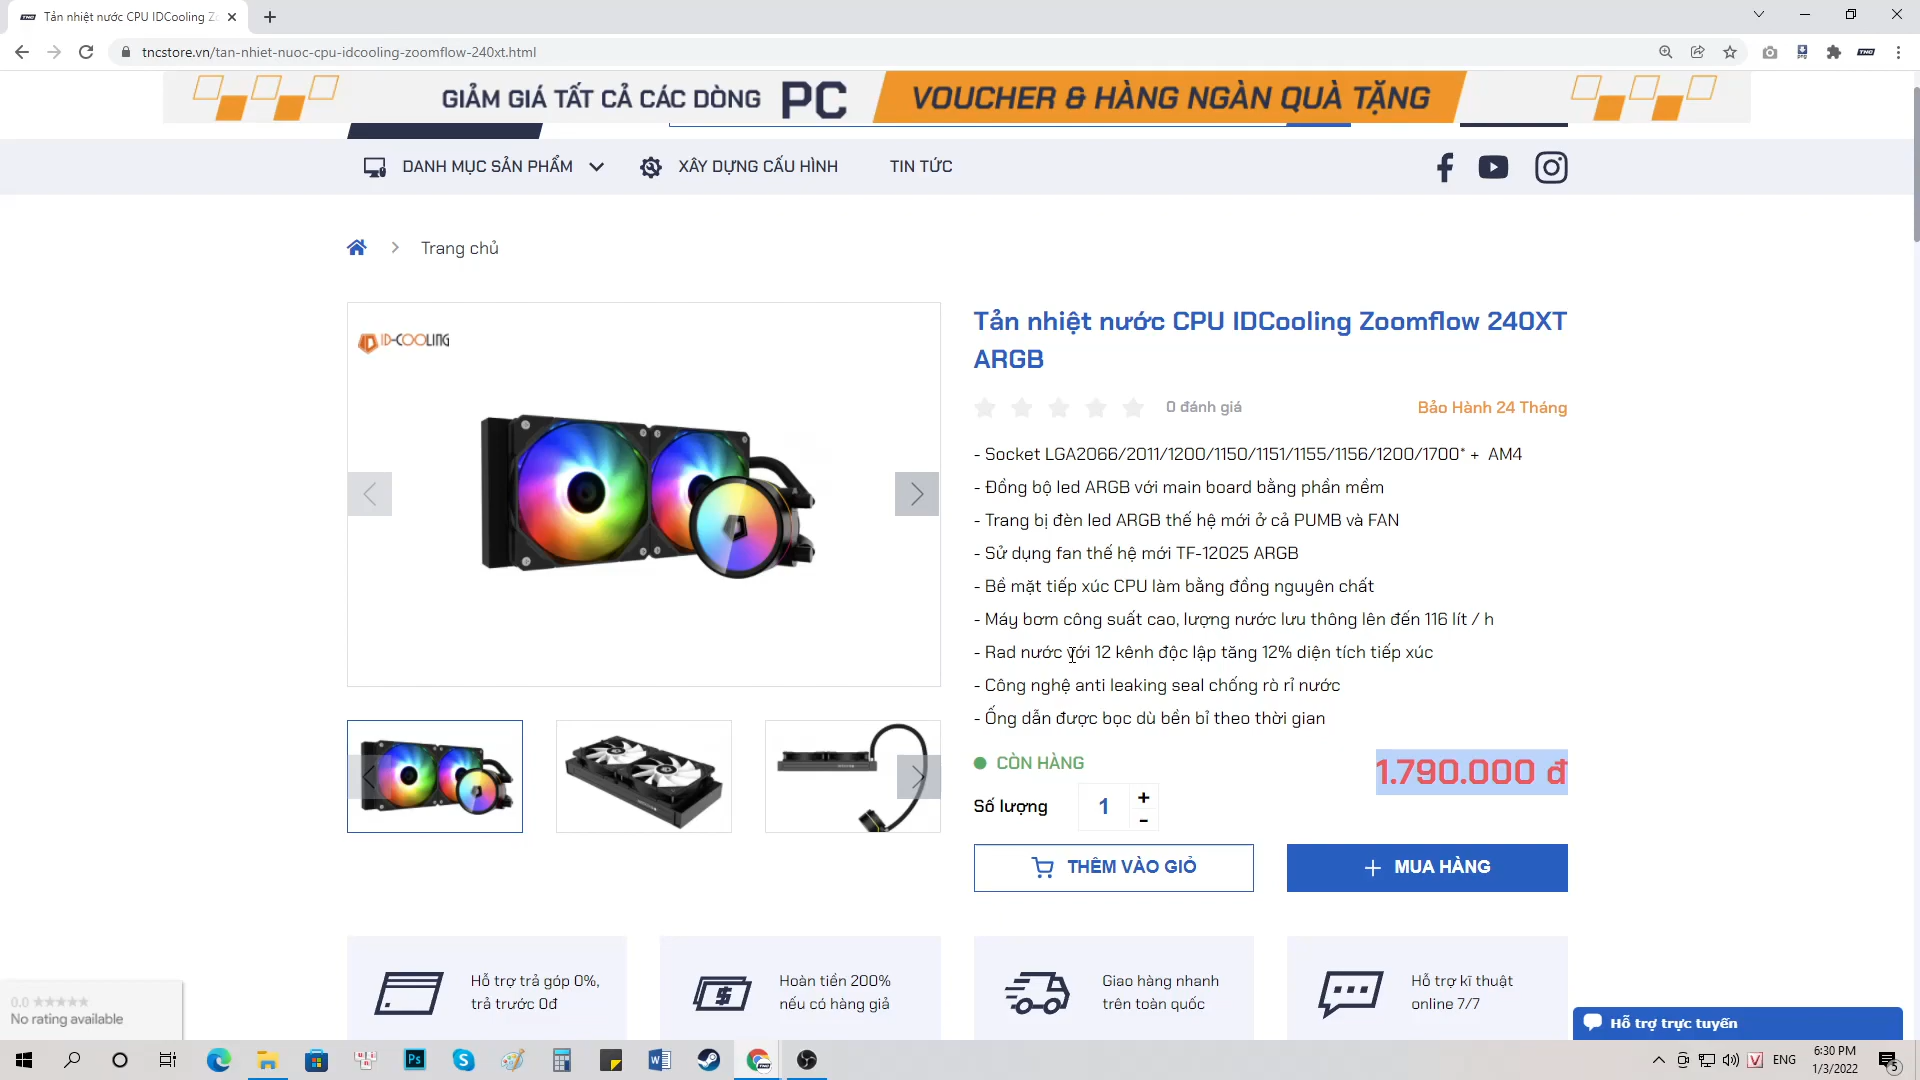 Tản nhiệt nước CPU IDCooling Zo
tncstore.vn/tan-nhiet-nuoc-cpu-idcooling-zoomflow-240xt.html
GIẢM GIÁ TẤT CẢ CÁC DÒNG PC VOUCHER & HÀNG NGÀN QUÀ TẶNG
DANH MỤC SẢN PHẨM
XÂY DỰNG CẤU HÌNH
TIN TỨC
Trang chủ
ID-COOLING
Tản nhiệt nước CPU IDCooling Zoomflow 240XT
ARGB
0 đánh giá
Bảo Hành 24 Tháng
- Socket LGA2066/2011/1200/1150/1151/1155/1156/1200/1700* + AM4
- Đồng bộ led ARGB với main board bằng phần mềm
- Trang bị đèn led ARGB thế hệ mới ở cả PUMB và FAN
- Sử dụng fan thế hệ mới TF-12025 ARGB
- Bề mặt tiếp xúc CPU làm bằng đồng nguyên chất
- Máy bơm công suất cao, lượng nước lưu thông lên đến 116 lít / h
- Rad nước với 12 kênh độc lập tăng 12% diện tích tiếp xúc
- Công nghệ anti leaking seal chống rò rỉ nước
- Ống dẫn được bọc dù bền bỉ theo thời gian
CÒN HÀNG
1.790.000 đ
Số lượng
1
+
-
THÊM VÀO GIỎ
+ MUA HÀNG
Hỗ trợ trả góp 0%,
trả trước 0đ
Hoàn tiền 200%
nếu có hàng giả
Giao hàng nhanh
trên toàn quốc
Hỗ trợ kĩ thuật
online 7/7
0.0
No rating available
Hỗ trợ trực tuyến
ENG
6:30 PM
1/3/2022
5